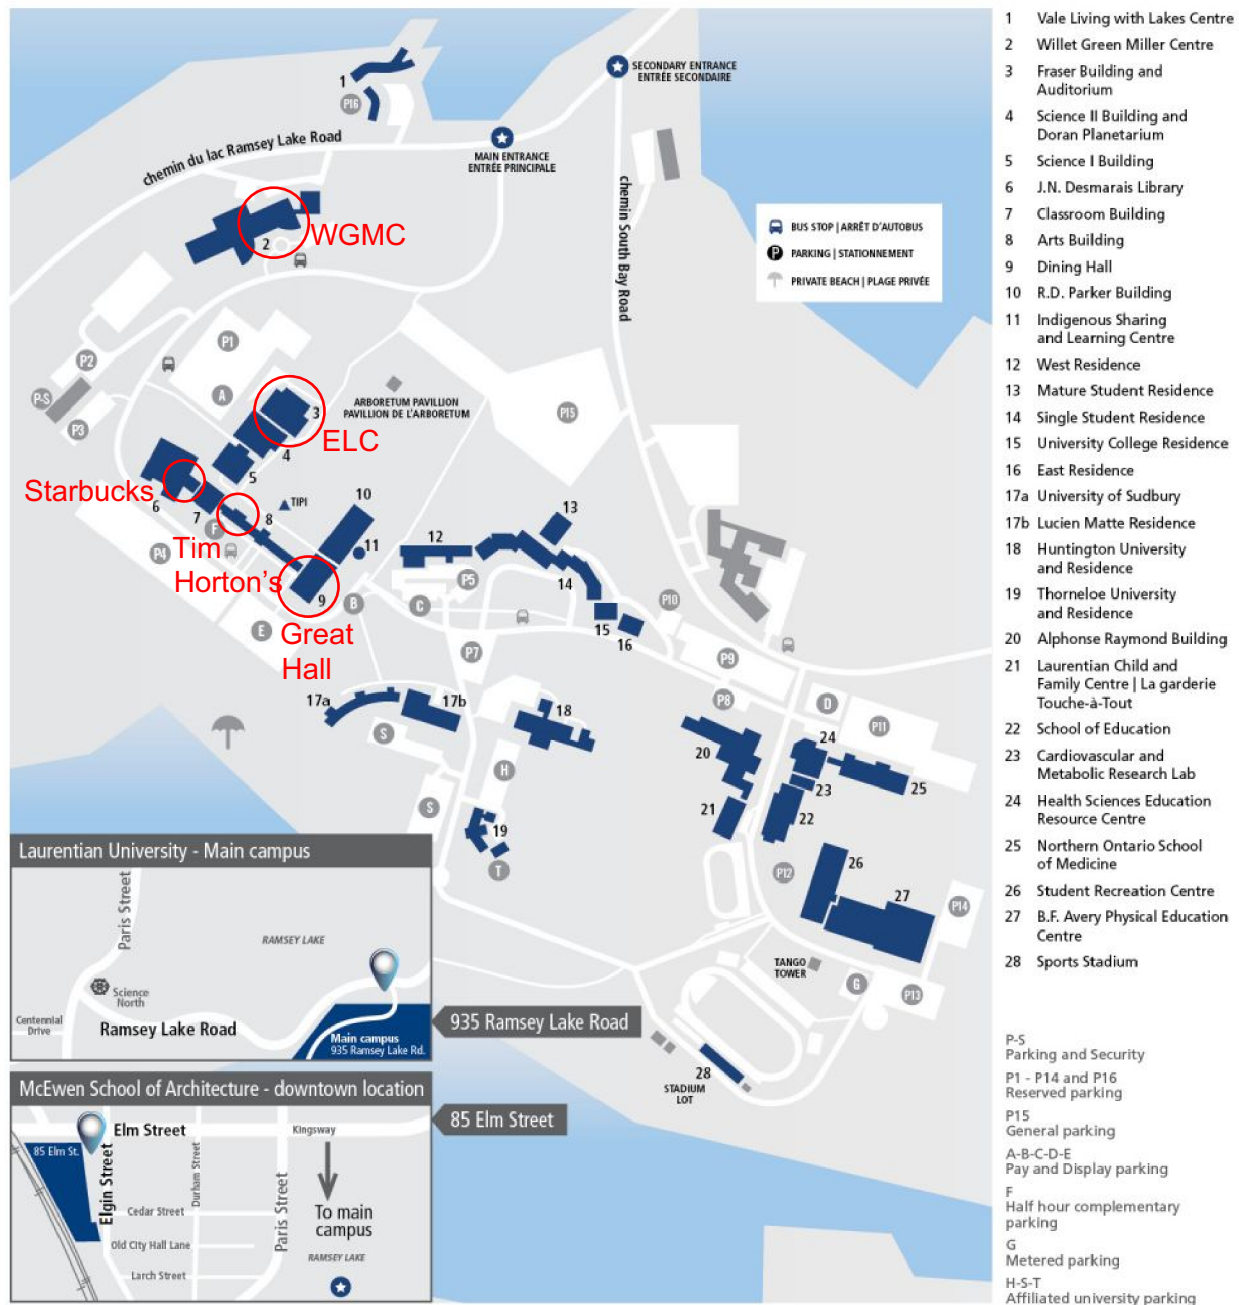 1 Vale Living with Lakes Centre
2 Willet Green Miller Centre
3 Fraser Building and
Auditorium
4 Science II Building and
Doran Planetarium
5 Science I Building
6 J.N. Desmarais Library
7 Classroom Building
8 Arts Building
9 Dining Hall
10 R.D. Parker Building
11 Indigenous Sharing
and Learning Centre
12 West Residence
13 Mature Student Residence
14 Single Student Residence
15 University College Residence
16 East Residence
17a University of Sudbury
17b Lucien Matte Residence
18 Huntington University
and Residence
19 Thorneloe University
and Residence
20 Alphonse Raymond Building
21 Laurentian Child and
Family Centre | La garderie
Touche-à-Tout
22 School of Education
23 Cardiovascular and
Metabolic Research Lab
24 Health Sciences Education
Resource Centre
25 Northern Ontario School
of Medicine
26 Student Recreation Centre
27 B.F. Avery Physical Education
Centre
28 Sports Stadium
P-S
Parking and Security
P1 - P14 and P16
Reserved parking
P15
General parking
A-B-C-D-E
Pay and Display parking
F
Half hour complementary
parking
G
Metered parking
H-S-T
Affiliated university parking
SECONDARY ENTRANCE
ENTRÉE SECONDAIRE
1
P16
MAIN ENTRANCE
ENTRÉE PRINCIPALE
chemin du lac Ramsey Lake Road
chemin South Bay Road
BUS STOP | ARRÊT D'AUTOBUS
P PARKING | STATIONNEMENT
PRIVATE BEACH | PLAGE PRIVÉE
WGMC
2
P1
P2
P-S
P3
A
ARBORETUM PAVILLION
PAVILLION DE L'ARBORETUM
P15
3
ELC
4
5
Starbucks
6
7
TIPI
8
F
10
11
P4
Tim
Horton's
9
B
E
Great
Hall
12
P5
C
13
14
15
16
P10
P7
P9
P8
D
P11
17a
17b
S
18
H
S
19
T
20
21
22
23
24
25
P12
26
27
P14
TANGO
TOWER
G
P13
28
STADIUM
LOT
Laurentian University - Main campus
Paris Street
RAMSEY LAKE
Science
North
Centennial
Drive
Ramsey Lake Road
Main campus
935 Ramsey Lake Rd.
935 Ramsey Lake Road
McEwen School of Architecture - downtown location
85 Elm St.
Elm Street
Kingsway
Elgin Street
Durham Street
Paris Street
Cedar Street
Old City Hall Lane
Larch Street
To main
campus
RAMSEY LAKE
85 Elm Street